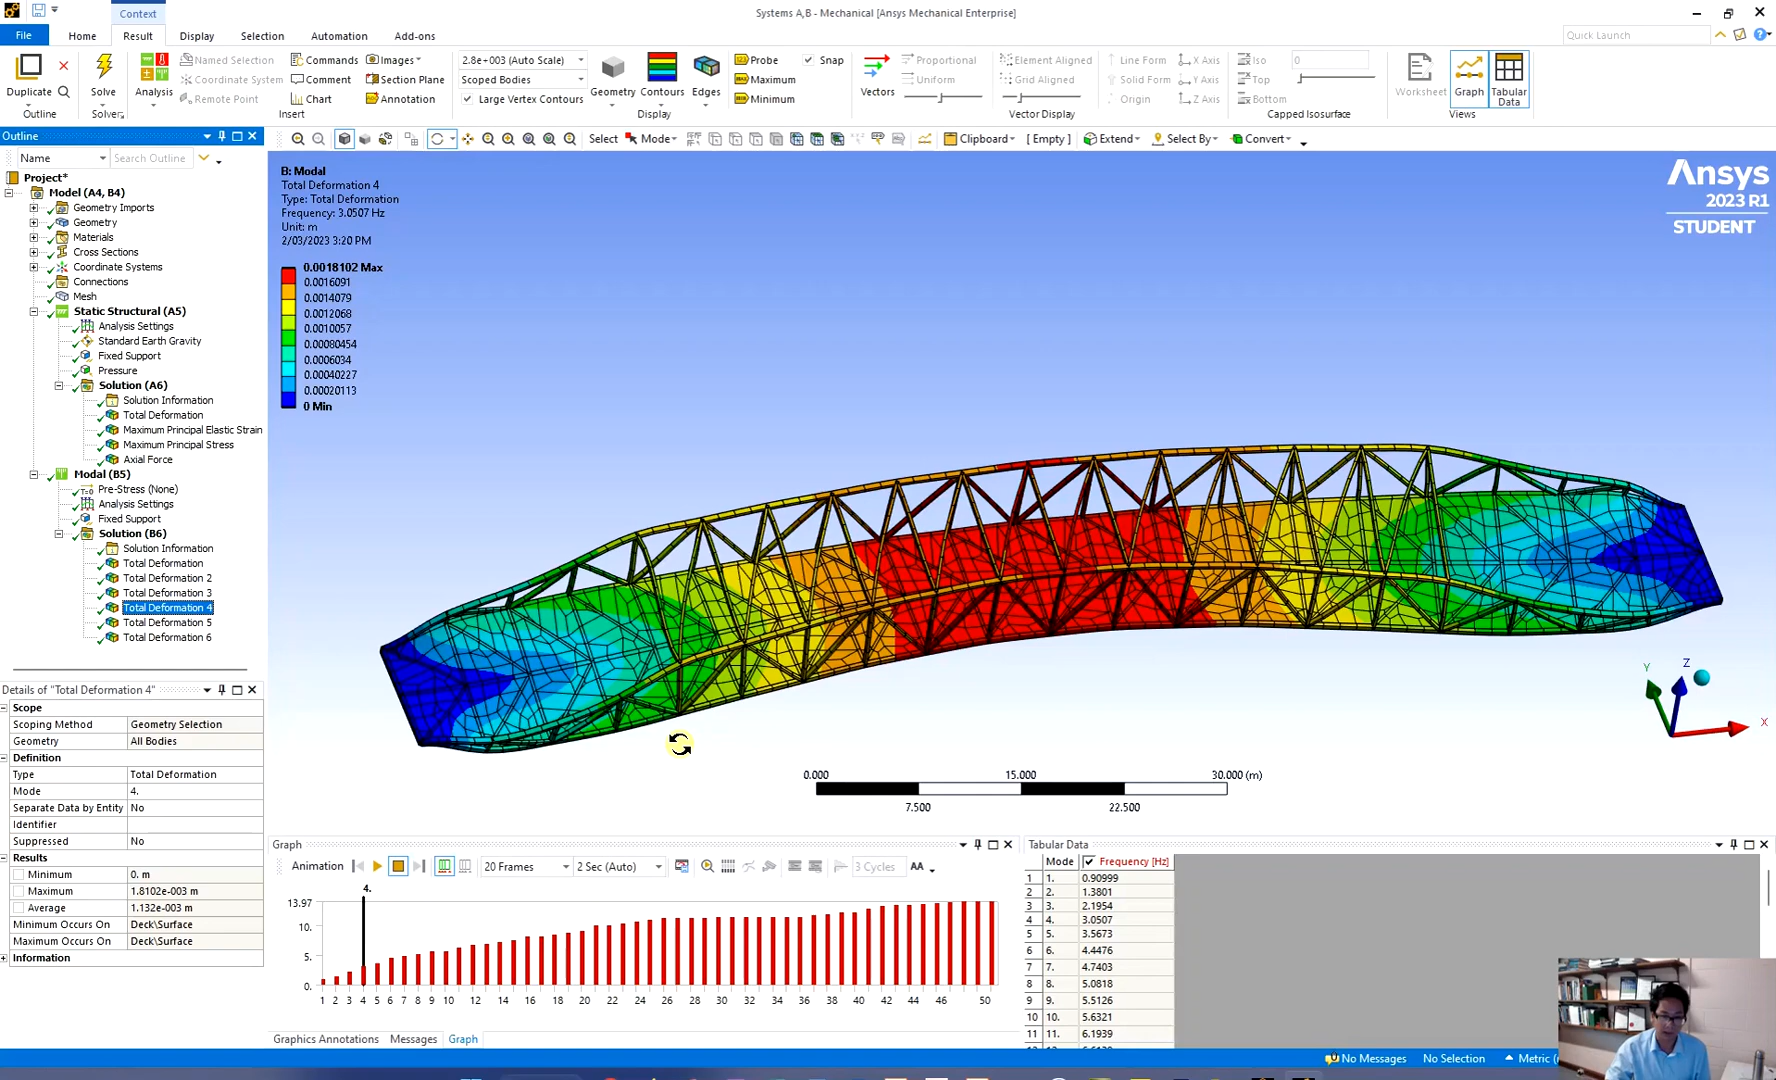 Context
Systems A,B - Mechanical [Ansys Mechanical Enterprise]
File Home Result Display Selection Automation Add-ons
Quick Launch
Duplicate
Outline
Solve
Solver
Analysis
Named Selection
Coordinate System
Remote Point
Commands
Comment
Chart
Images
Section Plane
Annotation
Insert
2.8e+003 (Auto Scale)
Scoped Bodies
Large Vertex Contours
Geometry
Contours
Edges
Display
Probe
Maximum
Minimum
Snap
Vectors
Proportional
Uniform
Element Aligned
Grid Aligned
Line Form
Solid Form
Origin
X Axis
Y Axis
Z Axis
Vector Display
Iso
Top
Bottom
0
Capped Isosurface
Worksheet
Graph
Tabular Data
Views
Select Mode Clipboard [ Empty ] Extend Select By Convert
Outline
Name Search Outline
Project*
Model (A4, B4)
Geometry Imports
Geometry
Materials
Cross Sections
Coordinate Systems
Connections
Mesh
Static Structural (A5)
Analysis Settings
Standard Earth Gravity
Fixed Support
Pressure
Solution (A6)
Solution Information
Total Deformation
Maximum Principal Elastic Strain
Maximum Principal Stress
Axial Force
Modal (B5)
Pre-Stress (None)
Analysis Settings
Fixed Support
Solution (B6)
Solution Information
Total Deformation
Total Deformation 2
Total Deformation 3
Total Deformation 4
Total Deformation 5
Total Deformation 6
Details of "Total Deformation 4"
Scope
Scoping Method Geometry Selection
Geometry All Bodies
Definition
Type Total Deformation
Mode 4.
Separate Data by Entity No
Identifier
Suppressed No
Results
Minimum 0. m
Maximum 1.8102e-003 m
Average 1.132e-003 m
Minimum Occurs On Deck\Surface
Maximum Occurs On Deck\Surface
Information
B: Modal
Total Deformation 4
Type: Total Deformation
Frequency: 3.0507 Hz
Unit: m
2/03/2023 3:20 PM
0.0018102 Max
0.0016091
0.0014079
0.0012068
0.0010057
0.00080454
0.0006034
0.00040227
0.00020113
0 Min
Ansys
2023 R1
STUDENT
Y Z X
0.000 15.000 30.000 (m)
7.500 22.500
Graph
Animation 20 Frames 2 Sec (Auto) 3 Cycles AA
4.
13.97
10.
5.
0.
1 2 3 4 5 6 7 8 10 12 14 16 18 20 22 24 26 28 30 32 34 36 38 40 42 44 46 50
Graphics Annotations Messages Graph
Tabular Data
Mode Frequency [Hz]
1 1. 0.90999
2 2. 1.3801
3 3. 2.1954
4 4. 3.0507
5 5. 3.5673
6 6. 4.4476
7 7. 4.7403
8 8. 5.0818
9 9. 5.5126
10 10. 5.6321
11 11. 6.1939
No Messages No Selection Metric (